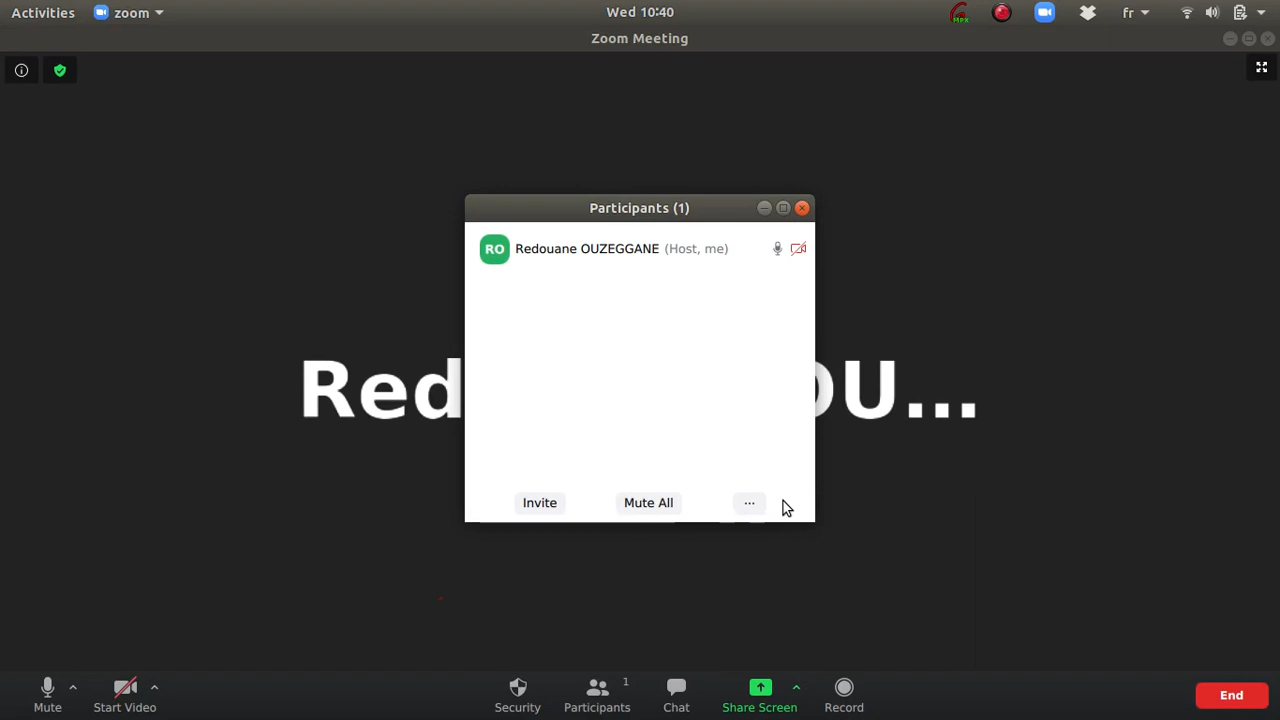 Activities zoom Wed 10:40 fr
Zoom Meeting
Participants (1)
RO Redouane OUZEGGANE (Host, me)
Red OU...
Invite Mute All ...
Mute Start Video Security Participants 1 Chat Share Screen Record End